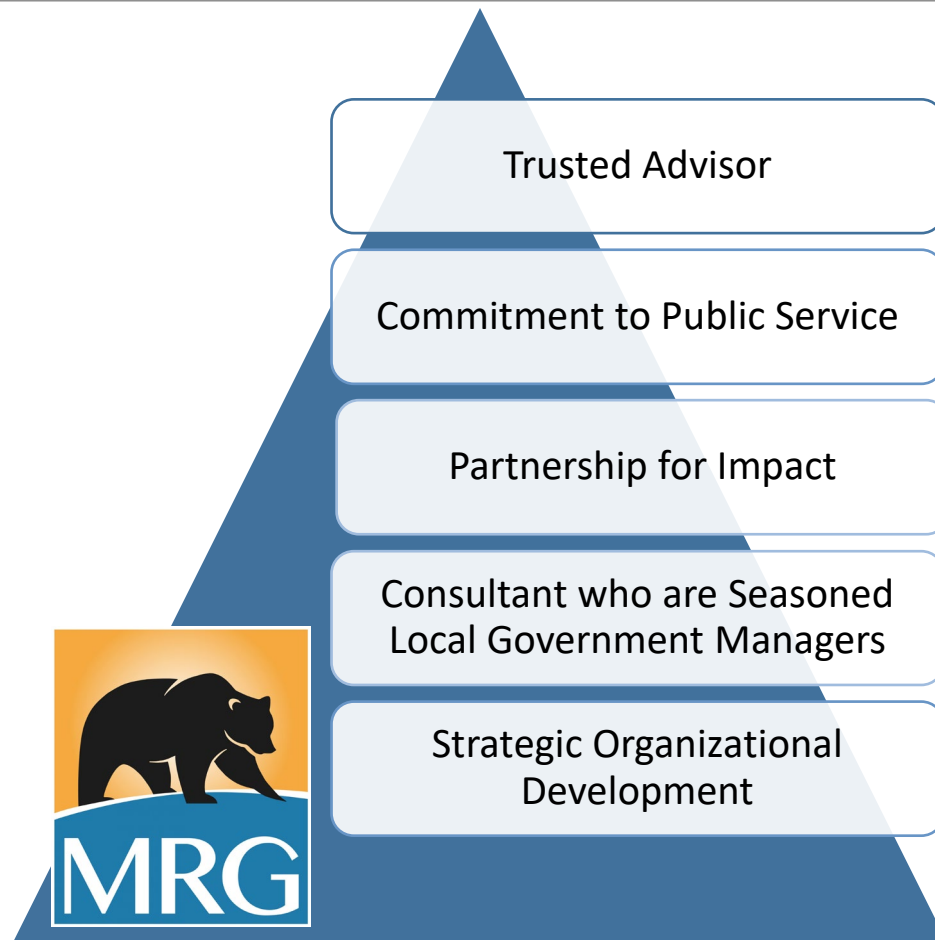 Trusted Advisor
Commitment to Public Service
Partnership for Impact
Consultant who are Seasoned
Local Government Managers
Strategic Organizational
Development
MRG